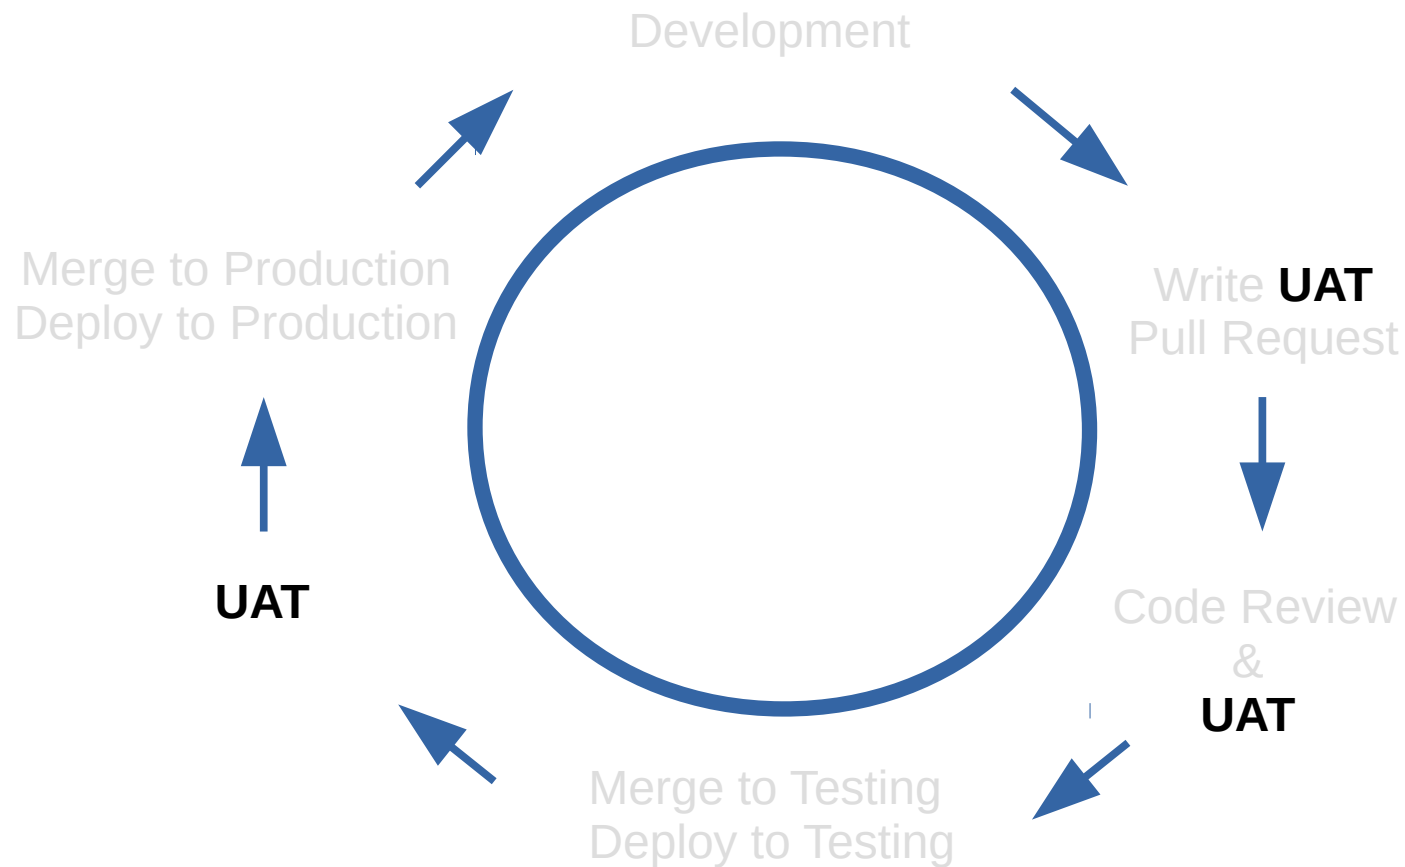 Development
Write UAT
Pull Request
Code Review
&
UAT
Merge to Testing
Deploy to Testing
UAT
Merge to Production
Deploy to Production